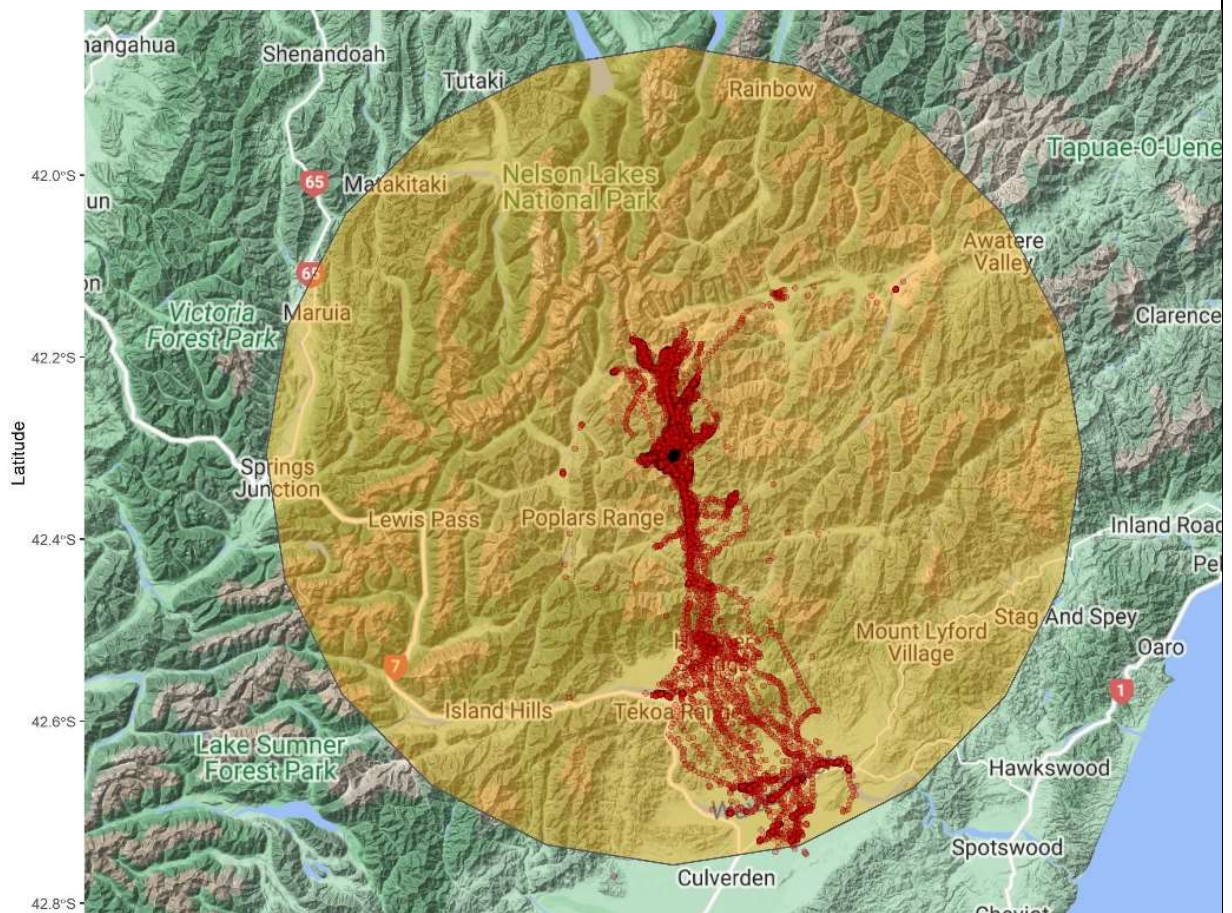 Shenandoah
Tutaki
Rainbow
Tapuae-O-Uene
42.0°S
65
Matakitaki
Nelson Lakes
National Park
Awatere
Valley
65
Victoria
Forest Park
Maruia
Clarence
42.2°S
Latitude
Springs
Junction
Lewis Pass
Poplars Range
42.4°S
Inland Road
Stag And Spey
Mount Lyford
Village
Oaro
7
1
42.6°S
Island Hills
Tekoa Range
Lake Sumner
Forest Park
Hawkswood
Spotswood
Culverden
42.8°S